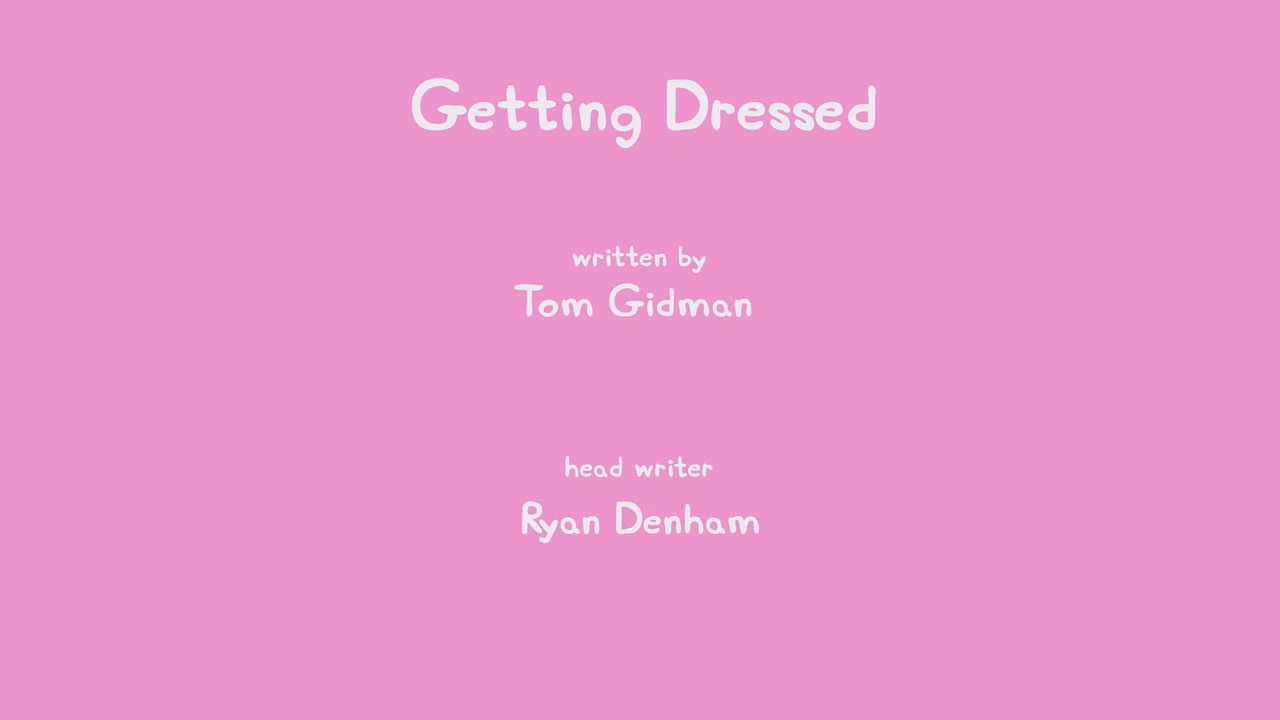 Getting Dressed
written by
Tom Gidman
head writer
Ryan Denham